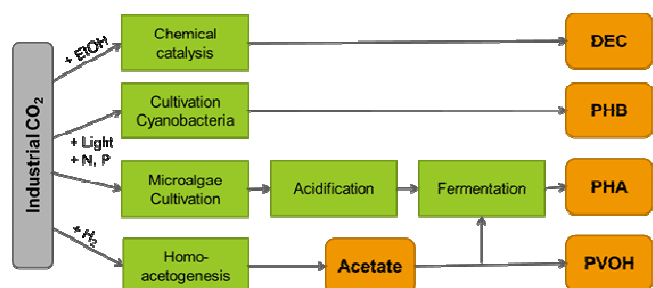 Industrial CO2
+ EtOH
Chemical
catalysis
DEC
Cultivation
Cyanobacteria
PHB
+ Light
+ N, P
Microalgae
Cultivation
Acidification
Fermentation
PHA
+ H2
Homo-
acetogenesis
Acetate
PVOH